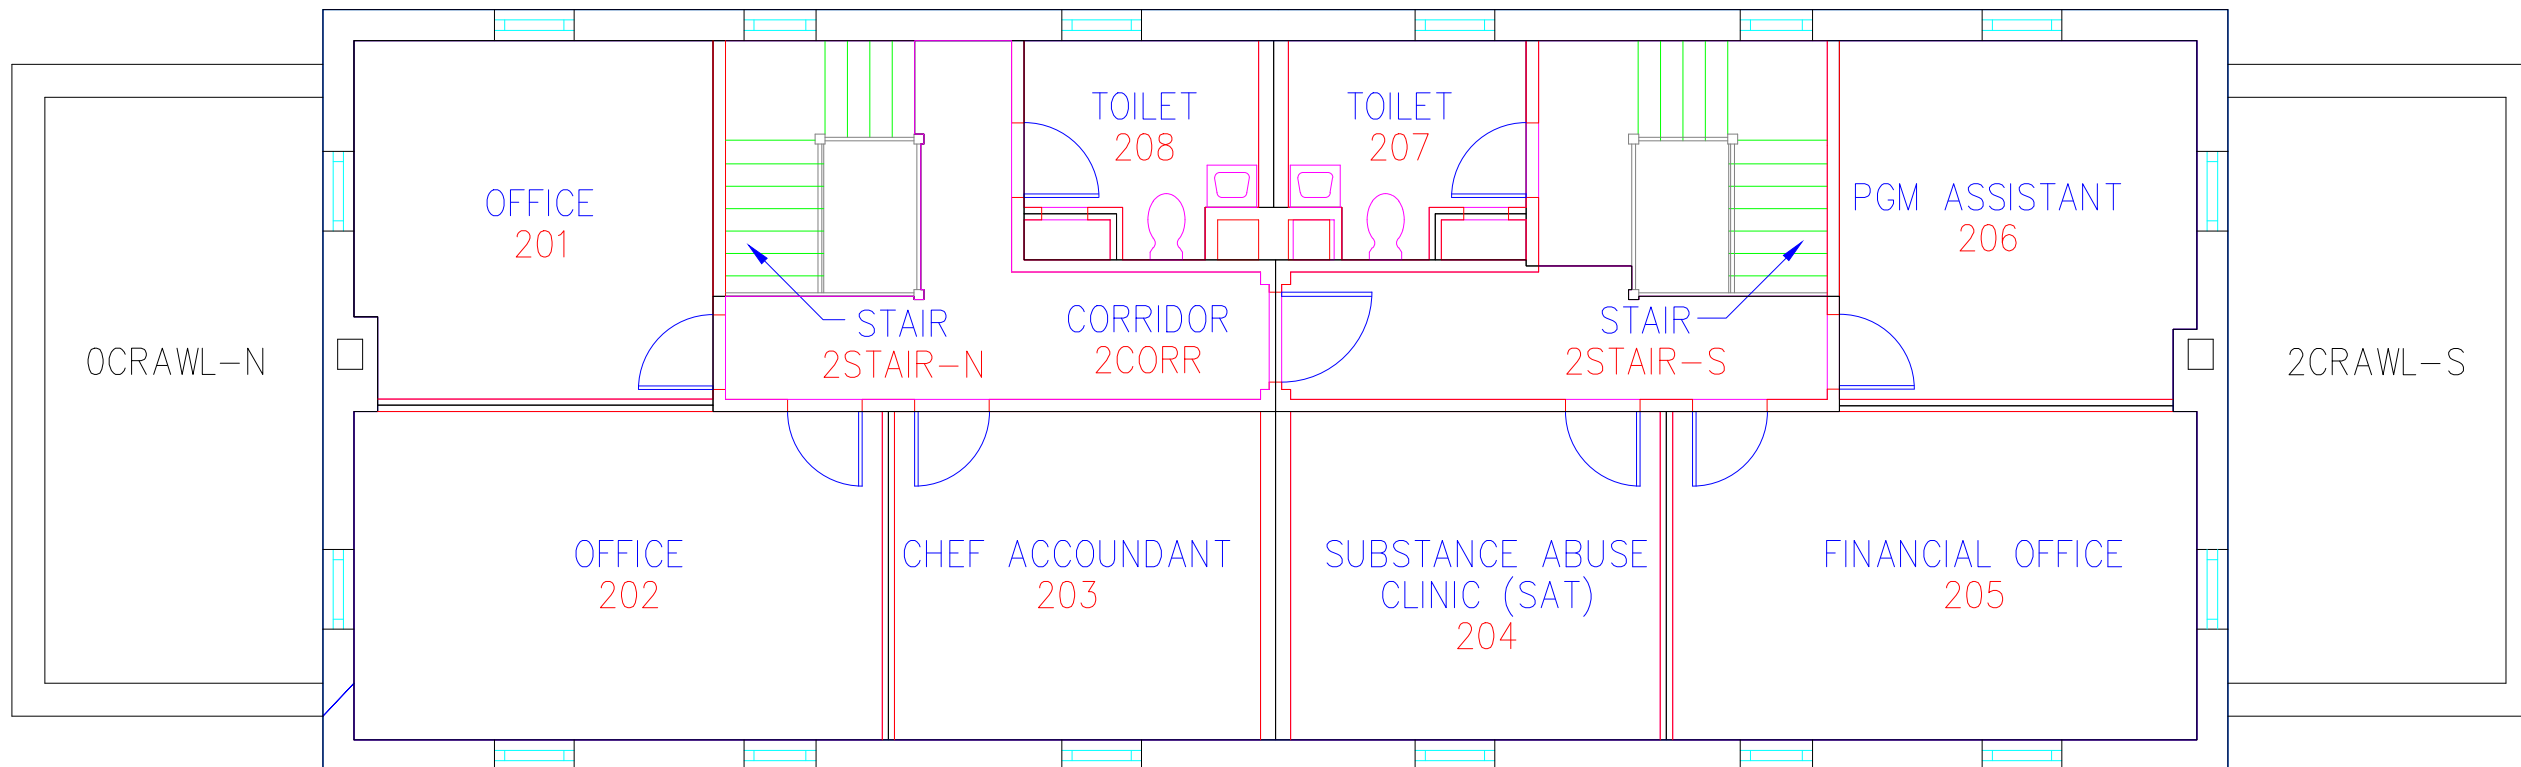 TOILET
208
TOILET
207
OFFICE
201
PGM ASSISTANT
206
0CRAWL-N
STAIR
2STAIR-N
CORRIDOR
2CORR
STAIR
2STAIR-S
2CRAWL-S
OFFICE
202
CHEF ACCOUNDANT
203
SUBSTANCE ABUSE
CLINIC (SAT)
204
FINANCIAL OFFICE
205